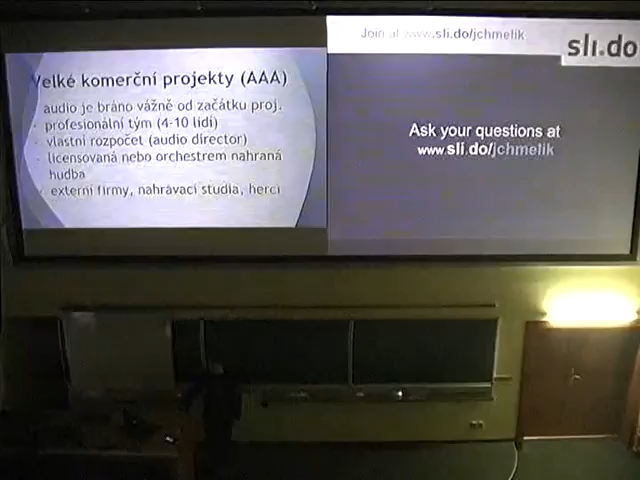 Velké komerční projekty (AAA)
audio je bráno vážně od začátku proj.
profesionální tým (4-10 lidí)
vlastní rozpočet (audio director)
licensovaná nebo orchestrem nahraná
hudba
externí firmy, nahrávací studia, herci
Join at www.sli.do/jchmelik
sli.do
Ask your questions at
www.sli.do/jchmelik